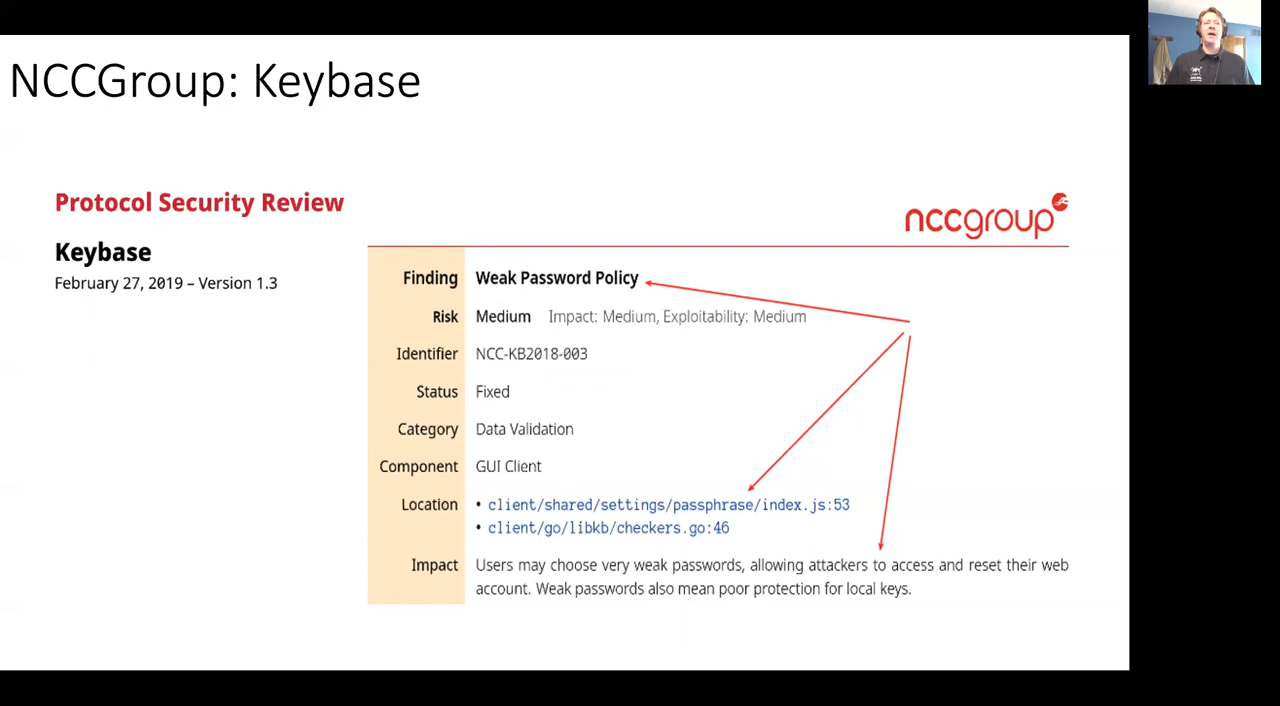 NCCGroup: Keybase
Protocol Security Review
nccgroup
Keybase
February 27, 2019 – Version 1.3
Finding Weak Password Policy
Risk Medium Impact: Medium, Exploitability: Medium
Identifier NCC-KB2018-003
Status Fixed
Category Data Validation
Component GUI Client
Location • client/shared/settings/passphrase/index.js:53
• client/go/libkb/checkers.go:46
Impact Users may choose very weak passwords, allowing attackers to access and reset their web
account. Weak passwords also mean poor protection for local keys.